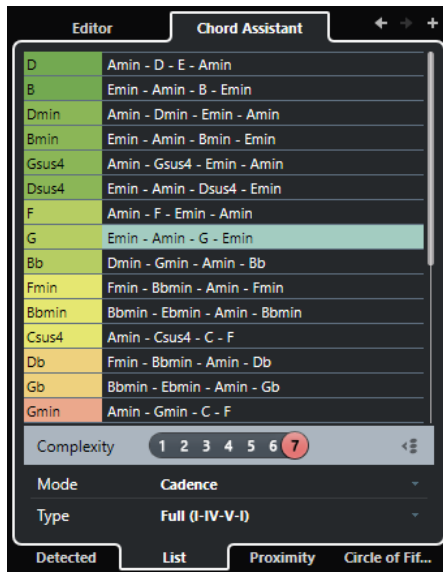 Editor Chord Assistant
D Amin - D - E - Amin
B Emin - Amin - B - Emin
Dmin Amin - Dmin - Emin - Amin
Bmin Emin - Amin - Bmin - Emin
Gsus4 Amin - Gsus4 - Emin - Amin
Dsus4 Emin - Amin - Dsus4 - Emin
F Amin - F - Emin - Amin
G Emin - Amin - G - Emin
Bb Dmin - Gmin - Amin - Bb
Fmin Fmin - Bbmin - Amin - Fmin
Bbmin Bbmin - Ebmin - Amin - Bbmin
Csus4 Amin - Csus4 - C - F
Db Fmin - Bbmin - Amin - Db
Gb Bbmin - Ebmin - Amin - Gb
Gmin Amin - Gmin - C - F
Complexity 1 2 3 4 5 6 7
Mode Cadence
Type Full (I-IV-V-I)
Detected List Proximity Circle of Fif...